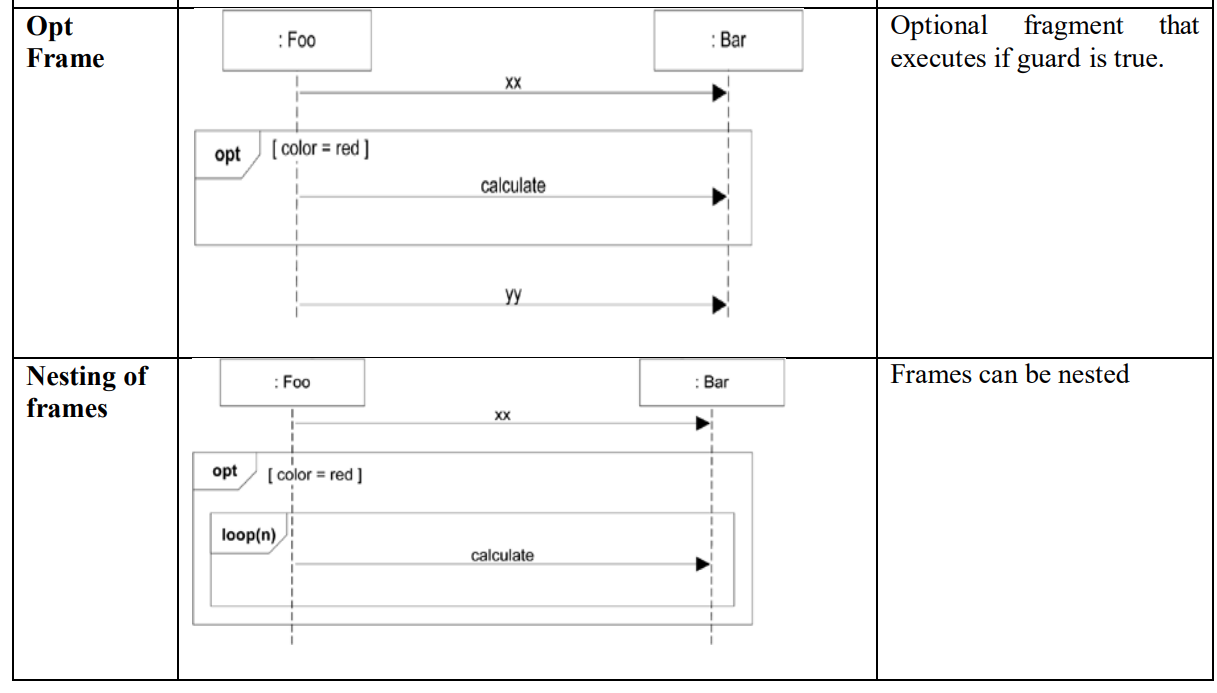 Opt
Frame
: Foo
: Bar
xx
opt
[ color = red ]
calculate
yy
Optional fragment that
executes if guard is true.
Nesting of
frames
: Foo
: Bar
xx
opt
[ color = red ]
loop(n)
calculate
Frames can be nested